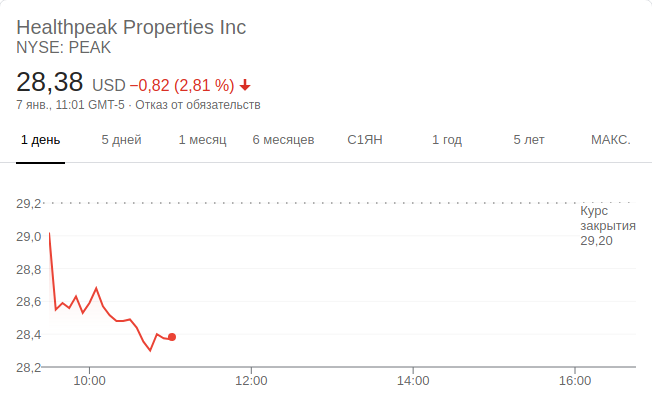 Healthpeak Properties Inc
NYSE: PEAK
28,38 USD −0,82 (2,81 %)
7 янв., 11:01 GMT-5 · Отказ от обязательств
1 день 5 дней 1 месяц 6 месяцев С1ЯН 1 год 5 лет МАКС.
29,2
Курс
закрытия
29,20
29,0
28,8
28,6
28,4
28,2
10:00 12:00 14:00 16:00